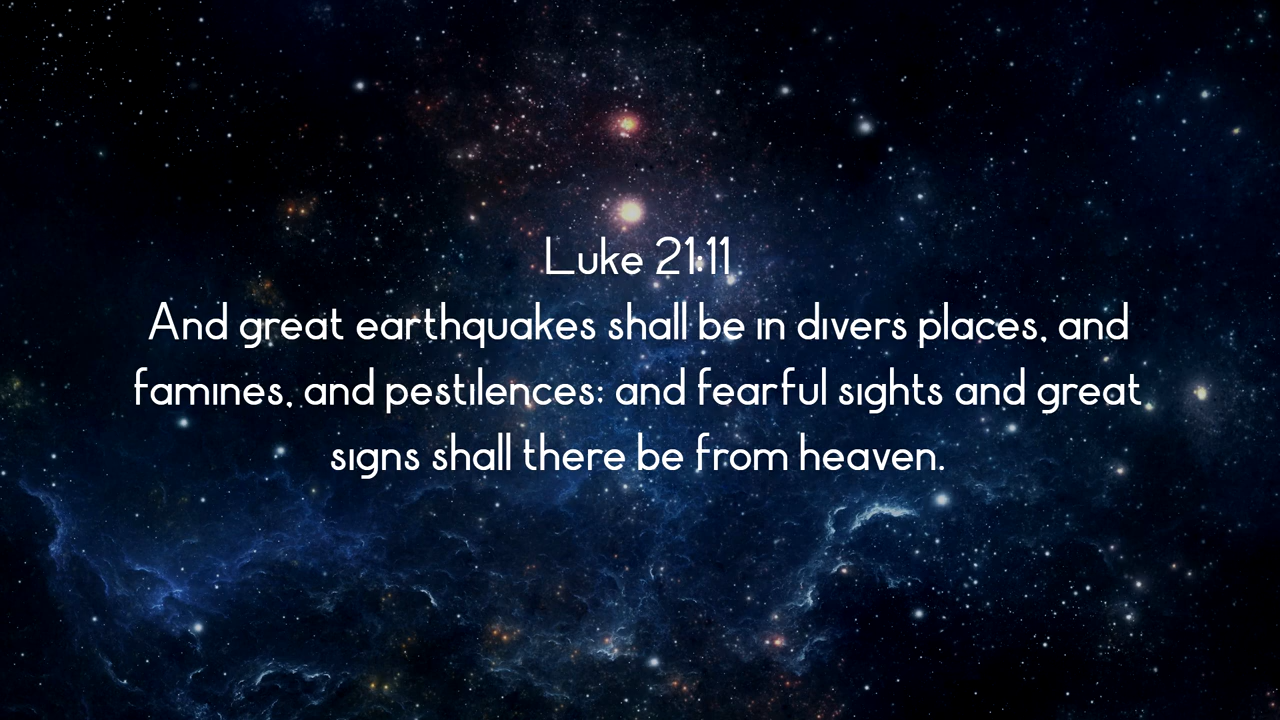 Luke 21:11
And great earthquakes shall be in divers places, and
famines, and pestilences: and fearful sights and great
signs shall there be from heaven.